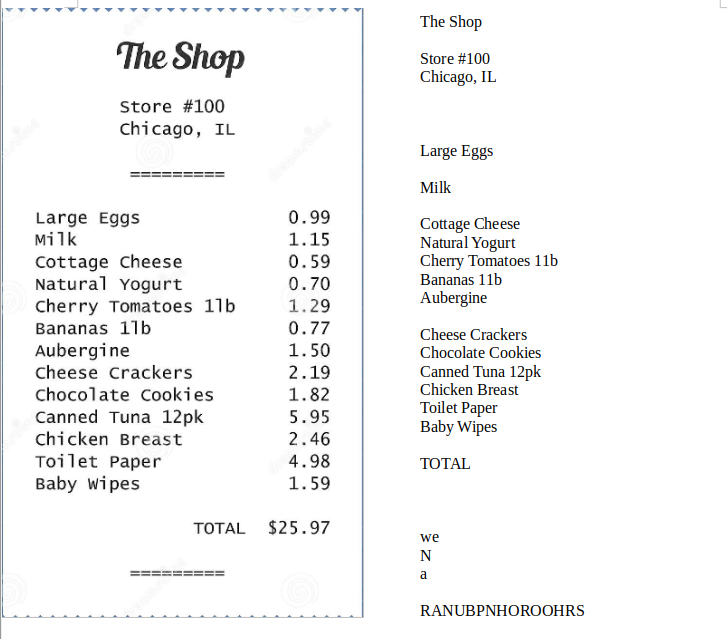 The Shop
Store #100
Chicago, IL
=========
Large Eggs 0.99
Milk 1.15
Cottage Cheese 0.59
Natural Yogurt 0.70
Cherry Tomatoes 1lb 1.29
Bananas 1lb 0.77
Aubergine 1.50
Cheese Crackers 2.19
Chocolate Cookies 1.82
Canned Tuna 12pk 5.95
Chicken Breast 2.46
Toilet Paper 4.98
Baby Wipes 1.59
TOTAL $25.97
=========
The Shop
Store #100
Chicago, IL
Large Eggs
Milk
Cottage Cheese
Natural Yogurt
Cherry Tomatoes 11b
Bananas 11b
Aubergine
Cheese Crackers
Chocolate Cookies
Canned Tuna 12pk
Chicken Breast
Toilet Paper
Baby Wipes
TOTAL
we
N
a
RANUBPNHOROOHRS